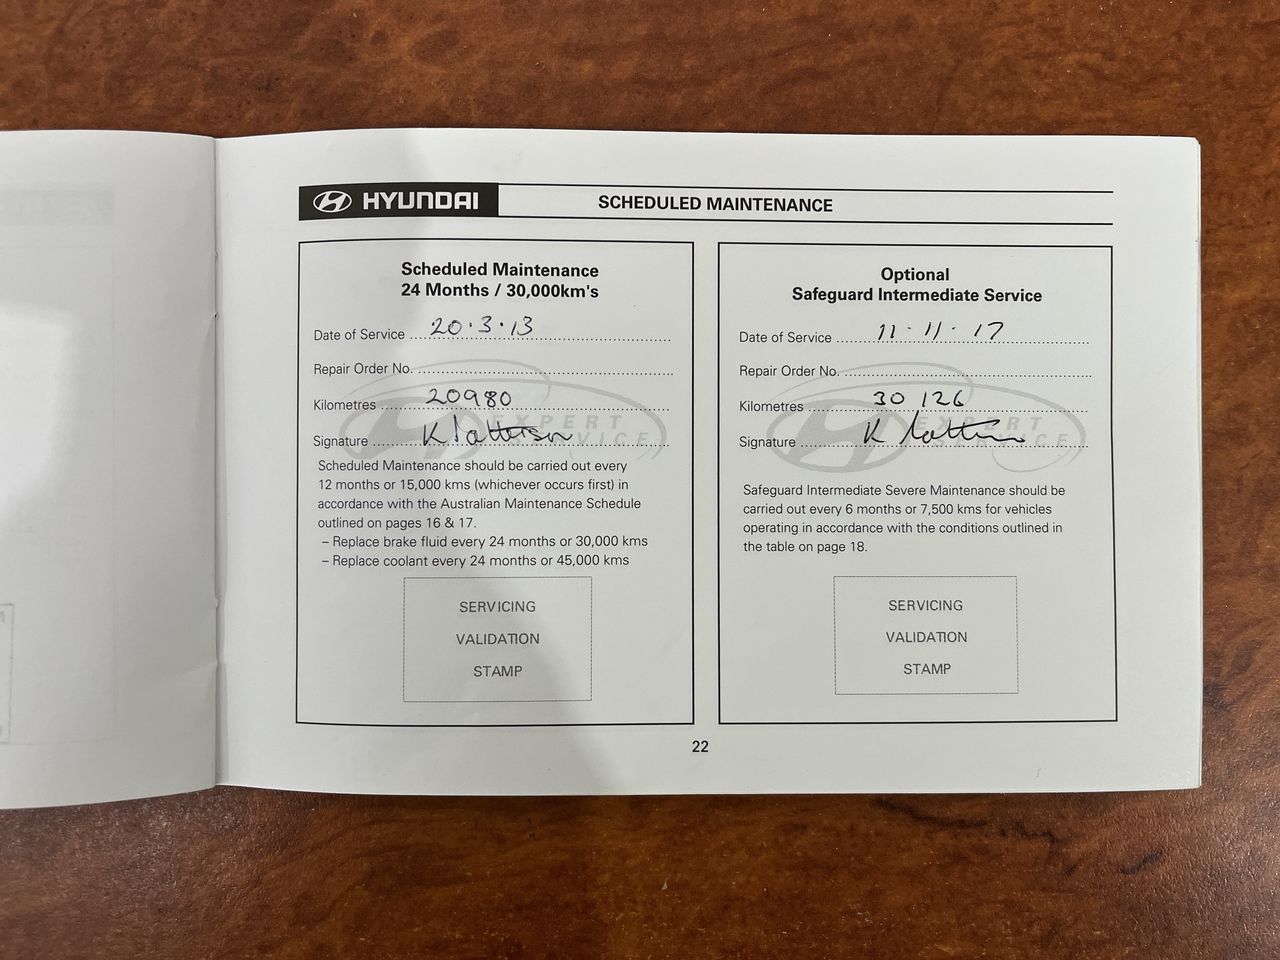 HYUNDAI
SCHEDULED MAINTENANCE
Scheduled Maintenance
24 Months / 30,000km's
Date of Service 20.3.13
Repair Order No.
Kilometres 20980
Signature
EXPERT
SERVICE
Scheduled Maintenance should be carried out every
12 months or 15,000 kms (whichever occurs first) in
accordance with the Australian Maintenance Schedule
outlined on pages 16 & 17.
– Replace brake fluid every 24 months or 30,000 kms
– Replace coolant every 24 months or 45,000 kms
SERVICING
VALIDATION
STAMP
Optional
Safeguard Intermediate Service
Date of Service 11.11.17
Repair Order No.
Kilometres 30 126
Signature
EXPERT
SERVICE
Safeguard Intermediate Severe Maintenance should be
carried out every 6 months or 7,500 kms for vehicles
operating in accordance with the conditions outlined in
the table on page 18.
SERVICING
VALIDATION
STAMP
22